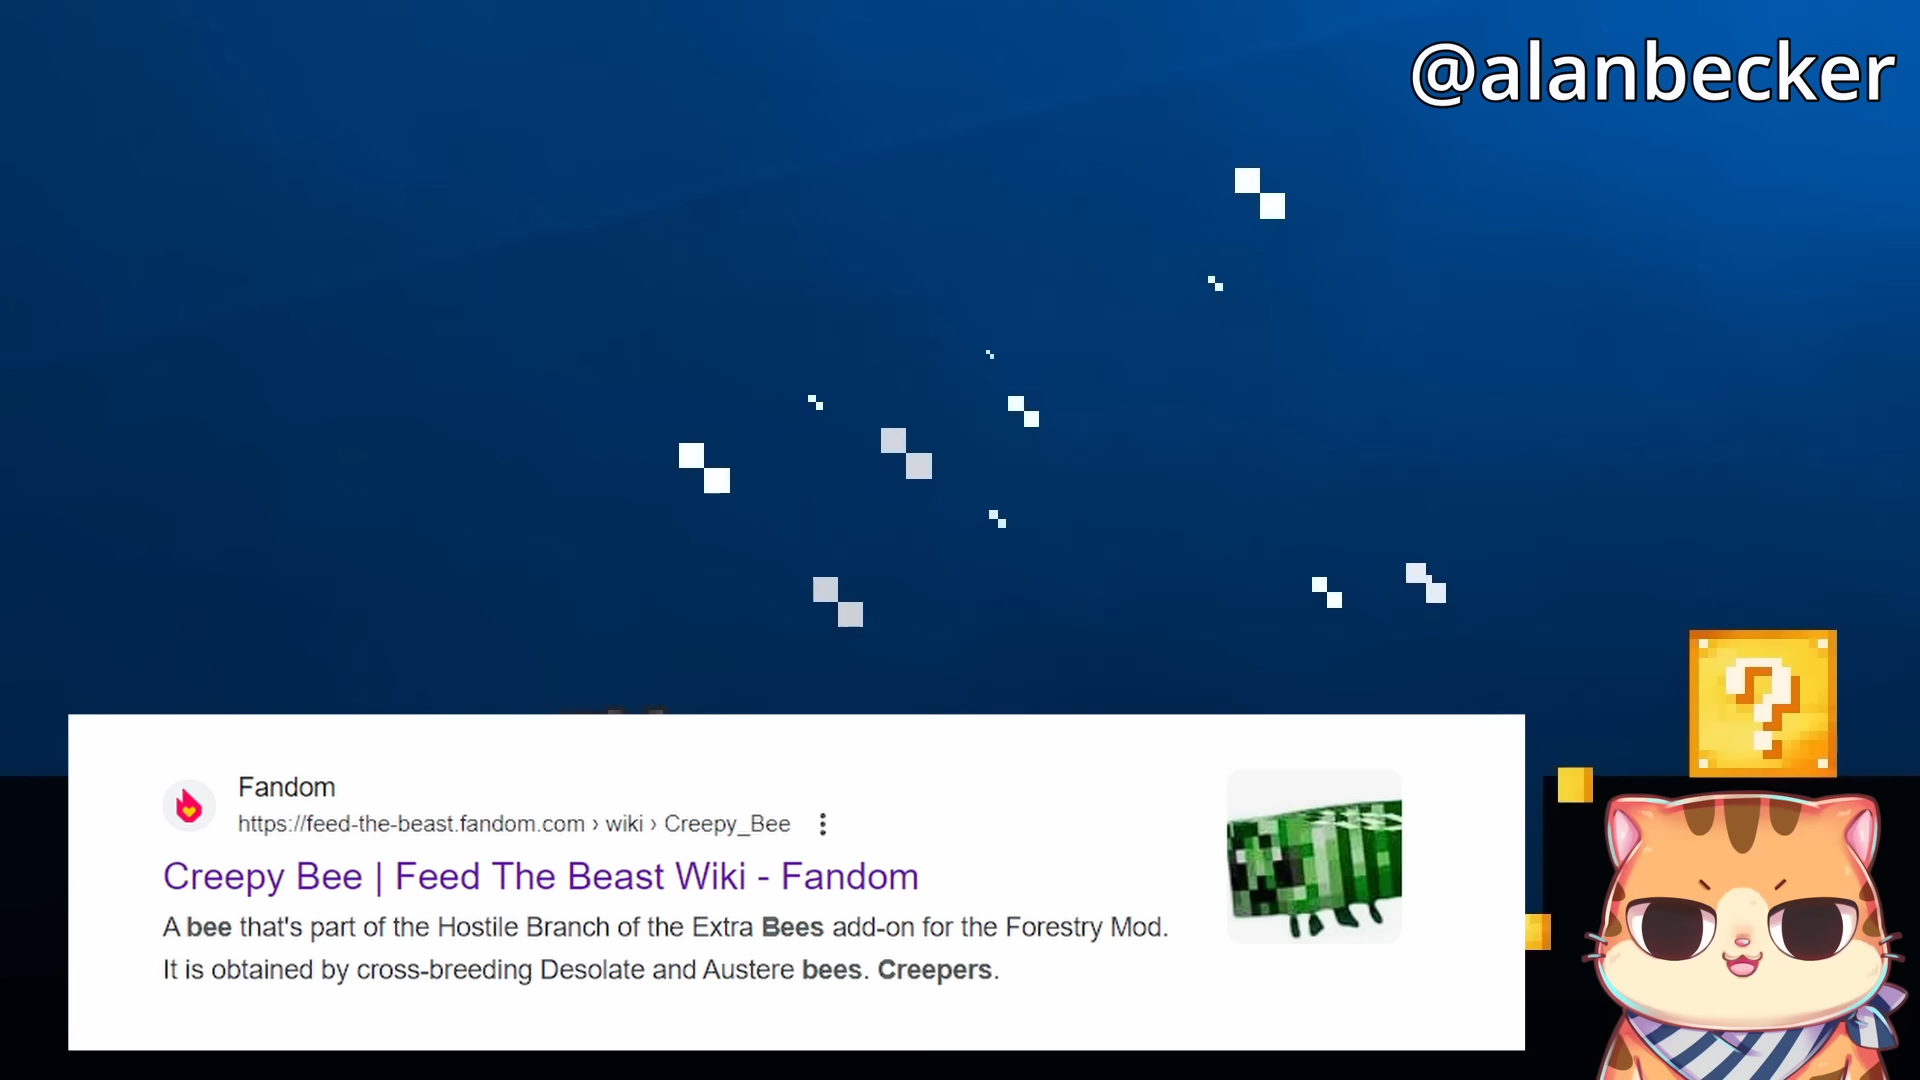 @alanbecker
?
Fandom
https://feed-the-beast.fandom.com › wiki › Creepy_Bee
Creepy Bee | Feed The Beast Wiki - Fandom
A bee that's part of the Hostile Branch of the Extra Bees add-on for the Forestry Mod.
It is obtained by cross-breeding Desolate and Austere bees. Creepers.